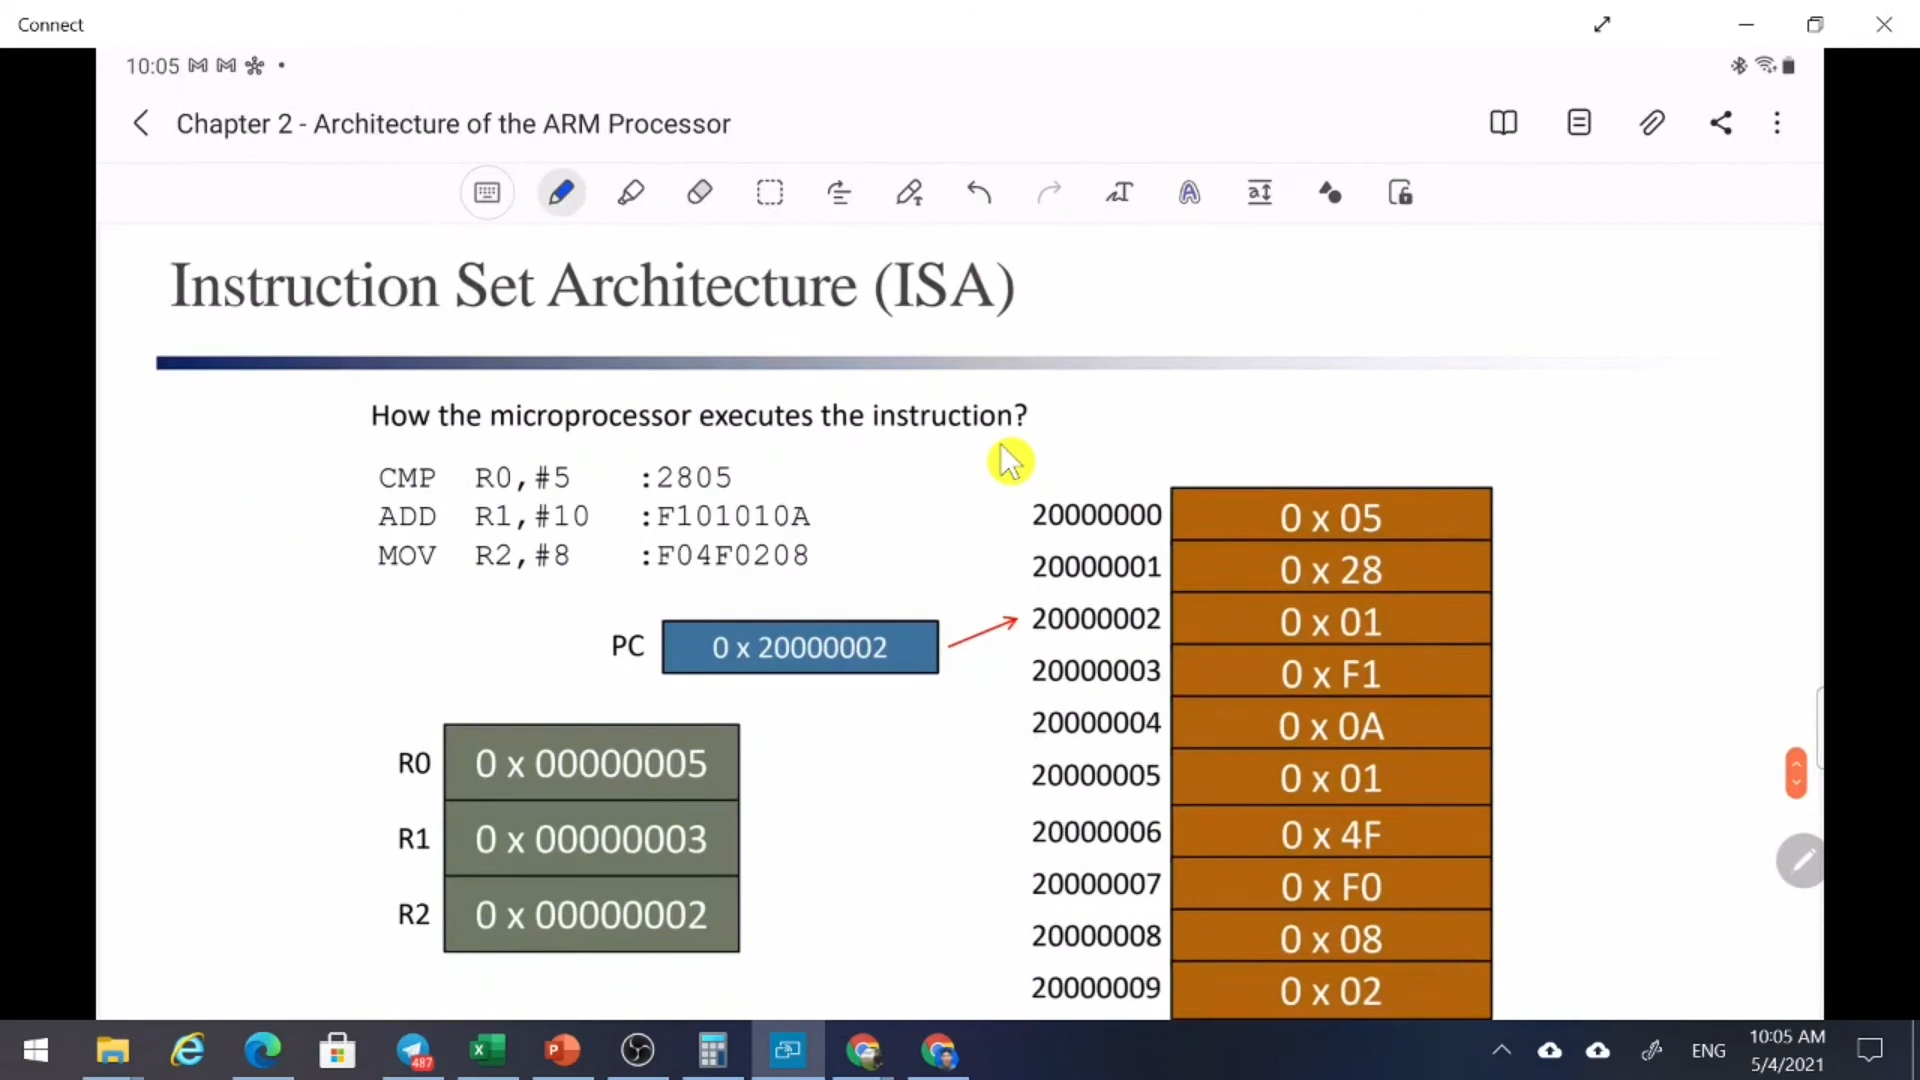 Connect
10:05
Chapter 2 - Architecture of the ARM Processor
Instruction Set Architecture (ISA)
How the microprocessor executes the instruction?
CMP R0,#5 :2805
ADD R1,#10 :F101010A
MOV R2,#8 :F04F0208
PC 0 x 20000002
R0 0 x 00000005
R1 0 x 00000003
R2 0 x 00000002
20000000 0 x 05
20000001 0 x 28
20000002 0 x 01
20000003 0 x F1
20000004 0 x 0A
20000005 0 x 01
20000006 0 x 4F
20000007 0 x F0
20000008 0 x 08
20000009 0 x 02
487
ENG
10:05 AM
5/4/2021